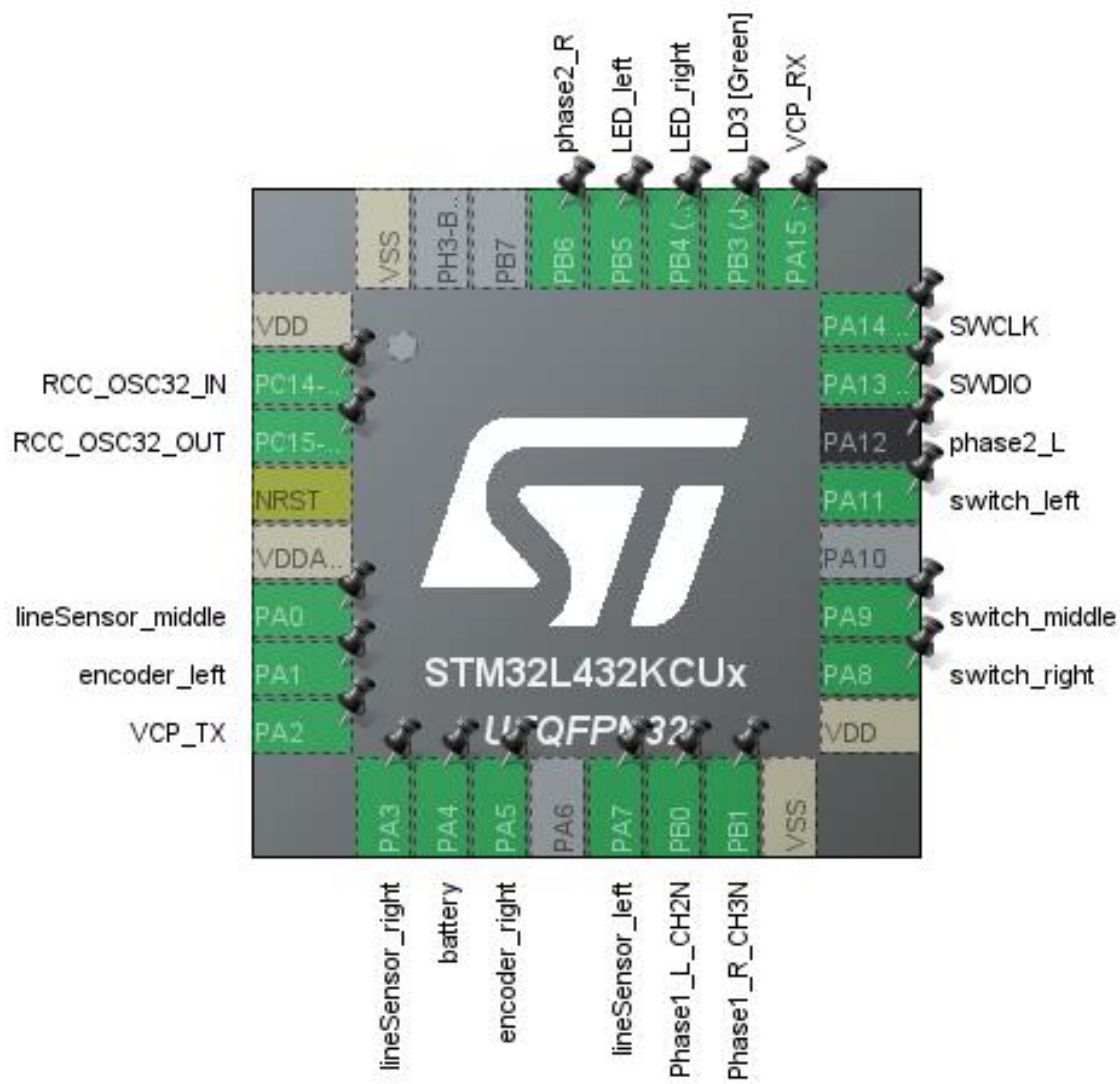 phase2_R
LED_left
LED_right
LD3 [Green]
VCP_RX
VSS
PH3-B..
PB7
PB6
PB5
PB4 (..
PB3 (J..
PA15 ..
VDD
RCC_OSC32_IN PC14-..
RCC_OSC32_OUT PC15-..
NRST
VDDA..
lineSensor_middle PA0
encoder_left PA1
VCP_TX PA2
PA14 .. SWCLK
PA13 .. SWDIO
PA12 phase2_L
PA11 switch_left
PA10
PA9 switch_middle
PA8 switch_right
VDD
ST
STM32L432KCUx
UFQFPN32
PA3
PA4
PA5
PA6
PA7
PB0
PB1
VSS
lineSensor_right
battery
encoder_right
lineSensor_left
Phase1_L_CH2N
Phase1_R_CH3N